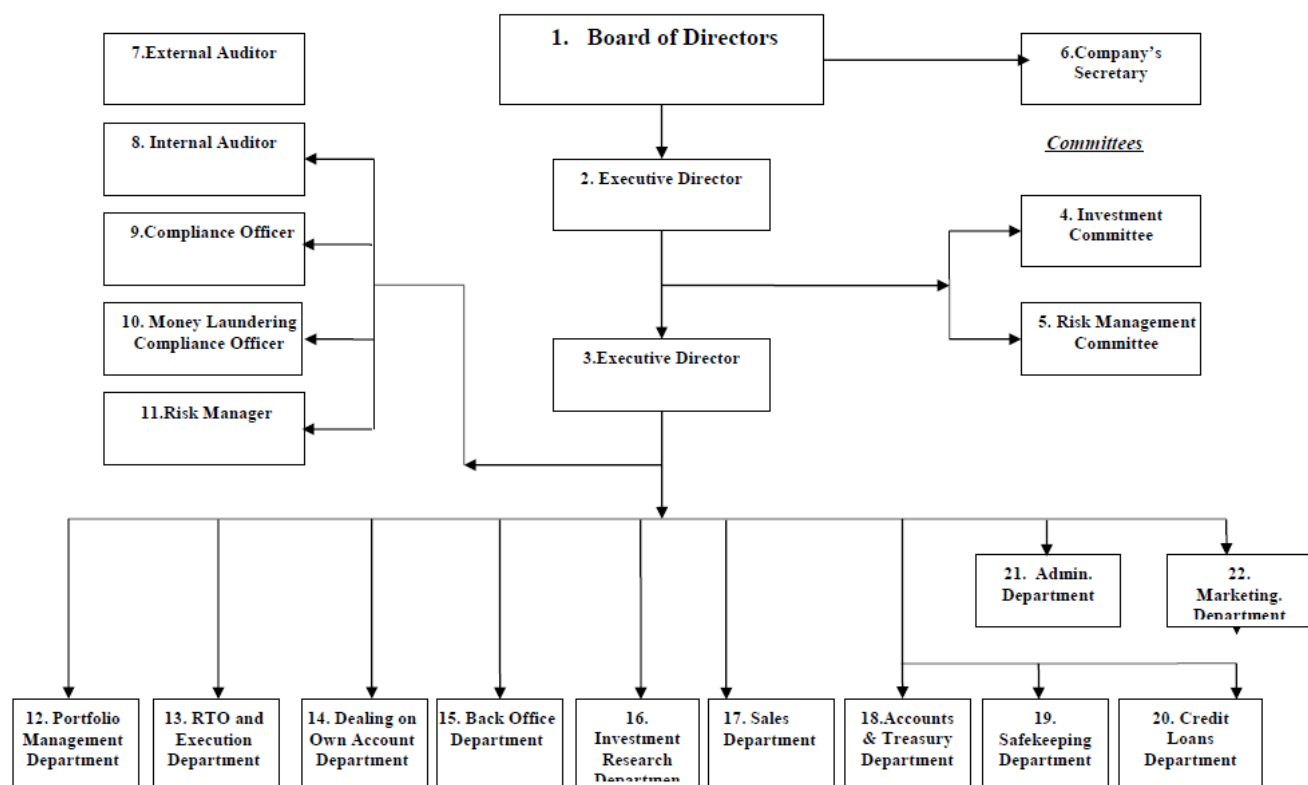 1. Board of Directors
7.External Auditor
6.Company's
Secretary
8. Internal Auditor
Committees
2. Executive Director
9.Compliance Officer
4. Investment
Committee
10. Money Laundering
Compliance Officer
5. Risk Management
Committee
3.Executive Director
11.Risk Manager
21. Admin.
Department
22.
Marketing.
Department
12. Portfolio
Management
Department
13. RTO and
Execution
Department
14. Dealing on
Own Account
Department
15. Back Office
Department
16.
Investment
Research
Departmen
17. Sales
Department
18.Accounts
& Treasury
Department
19.
Safekeeping
Department
20. Credit
Loans
Department